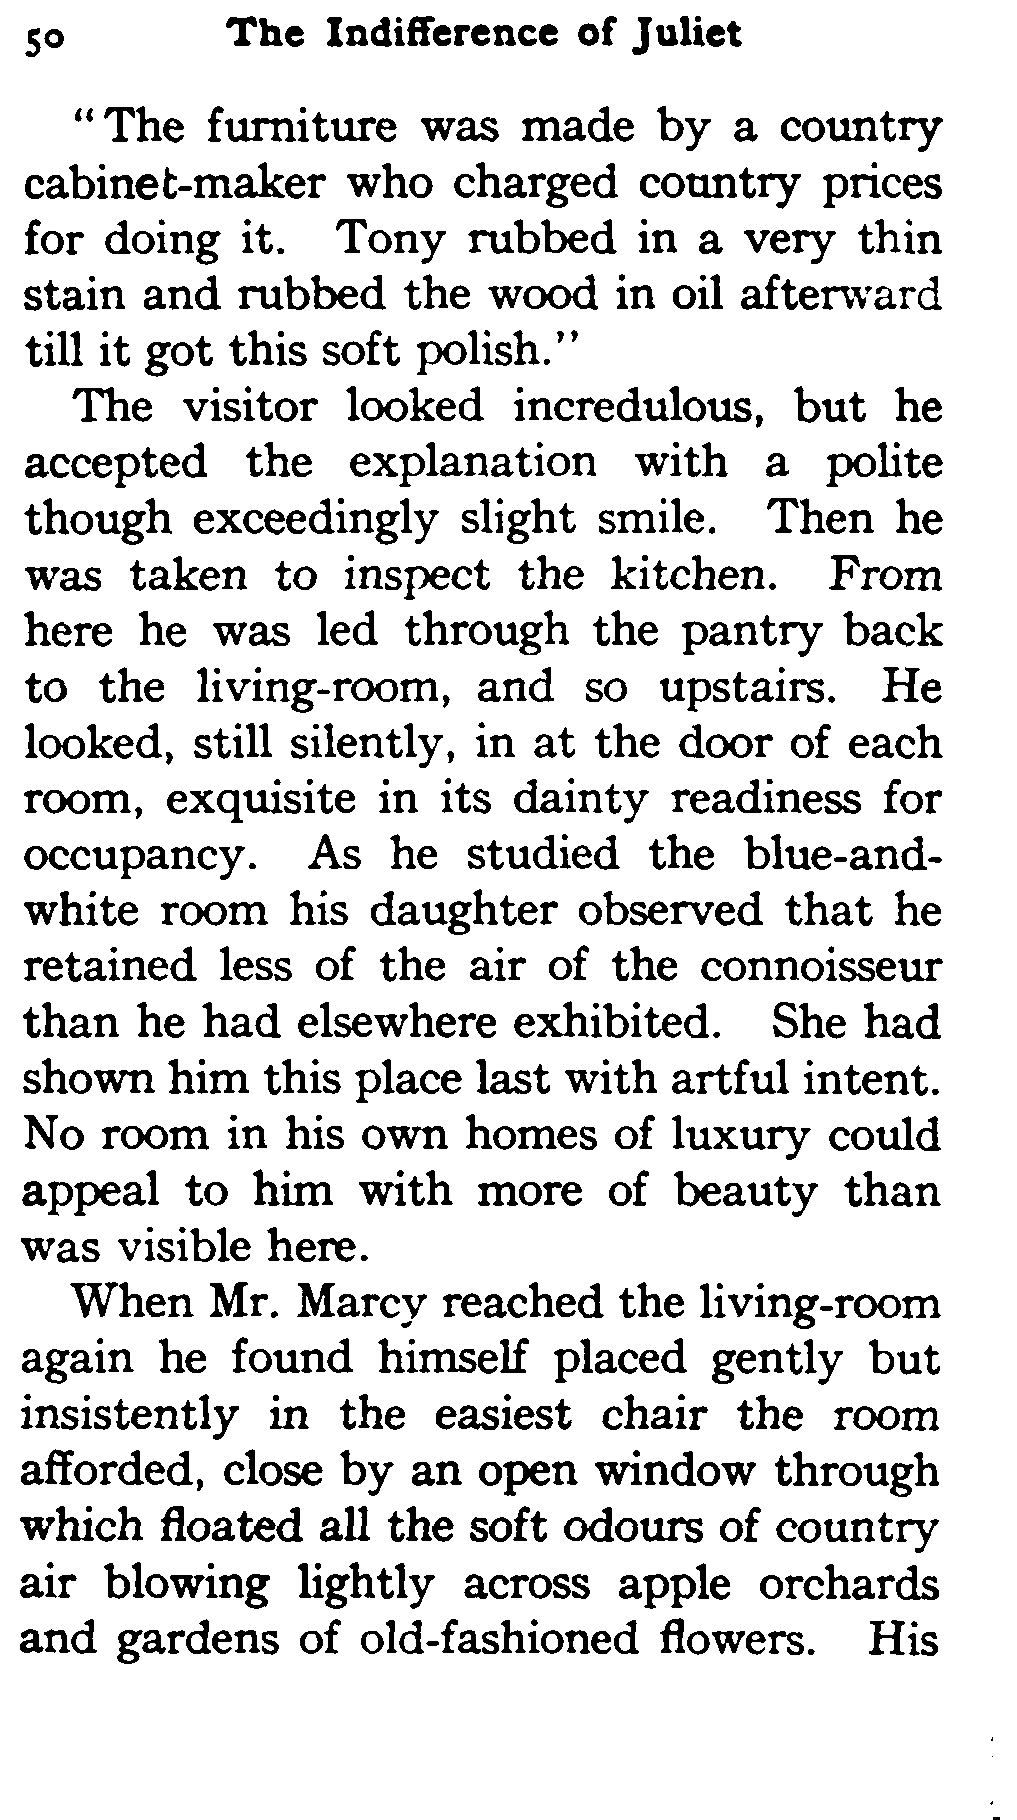 50 The Indifference of Juliet
"The furniture was made by a country
cabinet-maker who charged country prices
for doing it. Tony rubbed in a very thin
stain and rubbed the wood in oil afterward
till it got this soft polish."
The visitor looked incredulous, but he
accepted the explanation with a polite
though exceedingly slight smile. Then he
was taken to inspect the kitchen. From
here he was led through the pantry back
to the living-room, and so upstairs. He
looked, still silently, in at the door of each
room, exquisite in its dainty readiness for
occupancy. As he studied the blue-and-
white room his daughter observed that he
retained less of the air of the connoisseur
than he had elsewhere exhibited. She had
shown him this place last with artful intent.
No room in his own homes of luxury could
appeal to him with more of beauty than
was visible here.
When Mr. Marcy reached the living-room
again he found himself placed gently but
insistently in the easiest chair the room
afforded, close by an open window through
which floated all the soft odours of country
air blowing lightly across apple orchards
and gardens of old-fashioned flowers. His